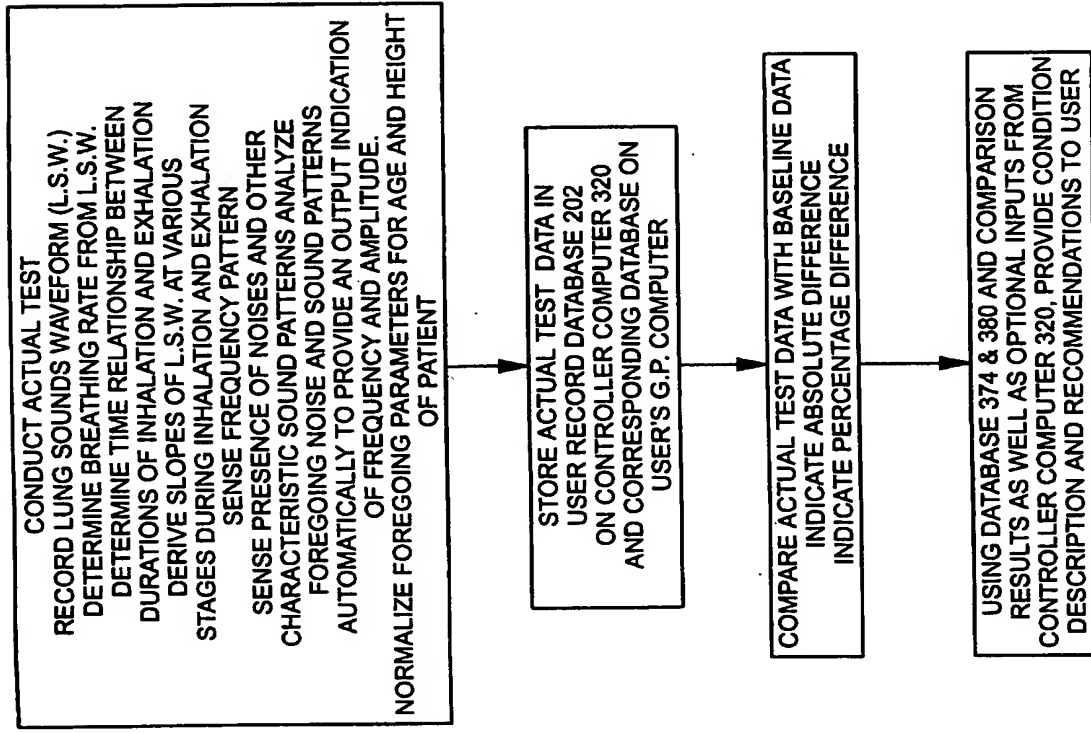 CONDUCT ACTUAL TEST
RECORD LUNG SOUNDS WAVEFORM (L.S.W.)
DETERMINE BREATHING RATE FROM L.S.W.
DETERMINE TIME RELATIONSHIP BETWEEN
DURATIONS OF INHALATION AND EXHALATION
DERIVE SLOPES OF L.S.W. AT VARIOUS
STAGES DURING INHALATION AND EXHALATION
SENSE FREQUENCY PATTERN
SENSE PRESENCE OF NOISES AND OTHER
CHARACTERISTIC SOUND PATTERNS ANALYZE
FOREGOING NOISE AND SOUND PATTERNS
AUTOMATICALLY TO PROVIDE AN OUTPUT INDICATION
OF FREQUENCY AND AMPLITUDE.
NORMALIZE FOREGOING PARAMETERS FOR AGE AND HEIGHT
OF PATIENT
STORE ACTUAL TEST DATA IN
USER RECORD DATABASE 202
ON CONTROLLER COMPUTER 320
AND CORRESPONDING DATABASE ON
USER'S G.P. COMPUTER
COMPARE ACTUAL TEST DATA WITH BASELINE DATA
INDICATE ABSOLUTE DIFFERENCE
INDICATE PERCENTAGE DIFFERENCE
USING DATABASE 374 & 380 AND COMPARISON
RESULTS AS WELL AS OPTIONAL INPUTS FROM
CONTROLLER COMPUTER 320, PROVIDE CONDITION
DESCRIPTION AND RECOMMENDATIONS TO USER